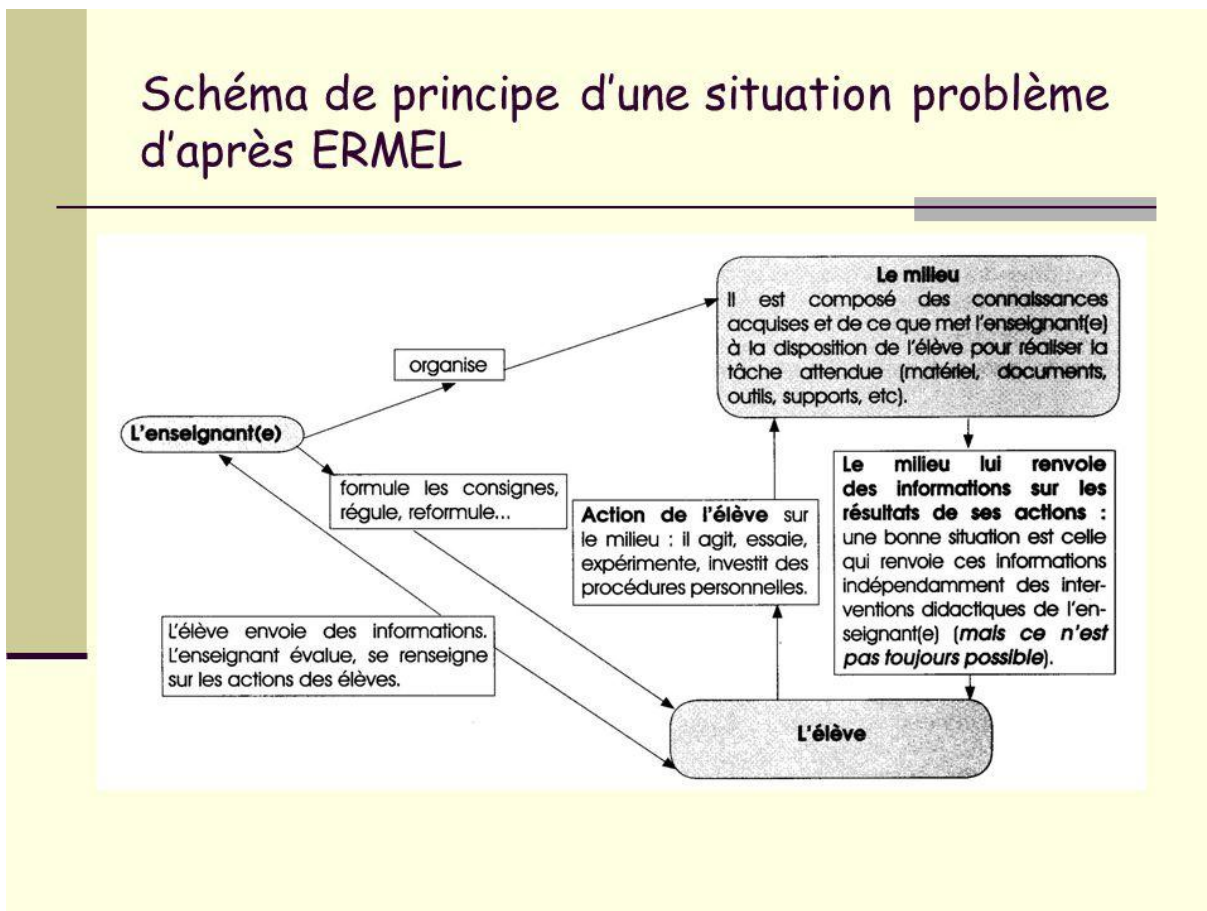 Schéma de principe d'une situation problème
d'après ERMEL
Le milieu
Il est composé des connaissances
acquises et de ce que met l'enseignant(e)
à la disposition de l'élève pour réaliser la
tâche attendue (matériel, documents,
outils, supports, etc).
organise
L'enseignant(e)
formule les consignes,
régule, reformule...
Action de l'élève sur
le milieu : il agit, essaie,
expérimente, investit des
procédures personnelles.
Le milieu lui renvoie
des informations sur les
résultats de ses actions :
une bonne situation est celle
qui renvoie ces informations
indépendamment des inter-
ventions didactiques de l'en-
seignant(e) (mais ce n'est
pas toujours possible).
L'élève envoie des informations.
L'enseignant évalue, se renseigne
sur les actions des élèves.
L'élève